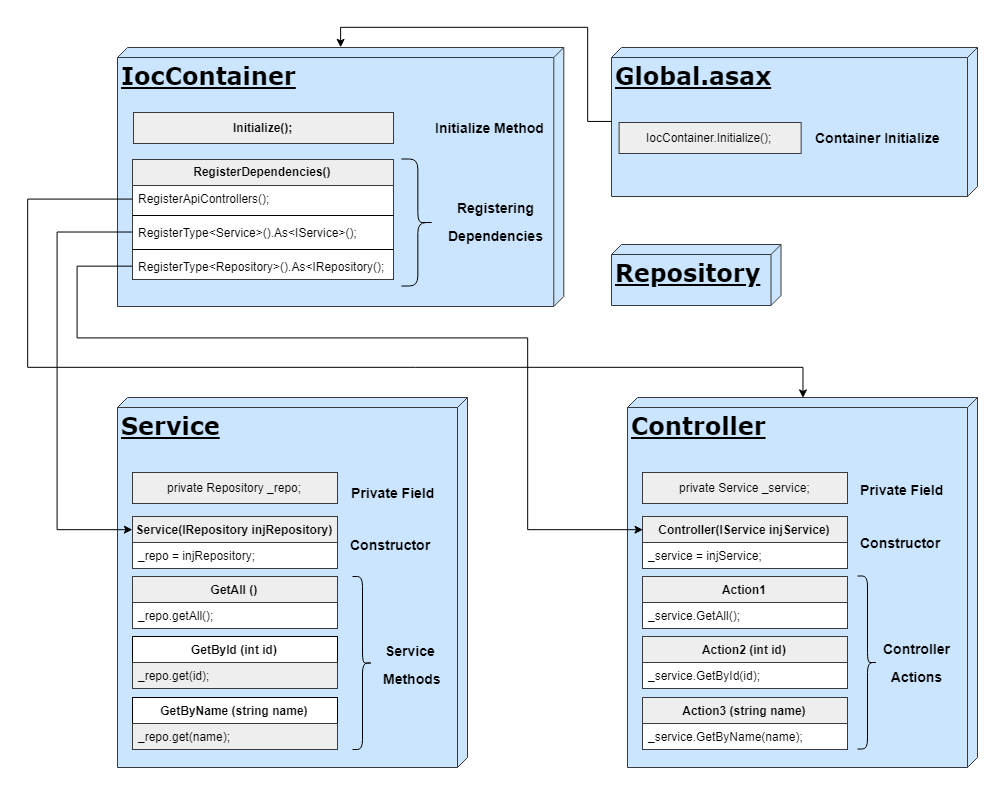 IocContainer
Initialize();
Initialize Method
RegisterDependencies()
RegisterApiControllers();
RegisterType<Service>().As<IService>();
RegisterType<Repository>().As<IRepository();
Registering
Dependencies
Global.asax
IocContainer.Initialize();
Container Initialize
Repository
Service
private Repository _repo;
Private Field
Service(IRepository injRepository)
_repo = injRepository;
Constructor
GetAll ()
_repo.getAll();
GetById (int id)
_repo.get(id);
GetByName (string name)
_repo.get(name);
Service
Methods
Controller
private Service _service;
Private Field
Controller(IService injService)
_service = injService;
Constructor
Action1
_service.GetAll();
Action2 (int id)
_service.GetById(id);
Action3 (string name)
_service.GetByName(name);
Controller
Actions